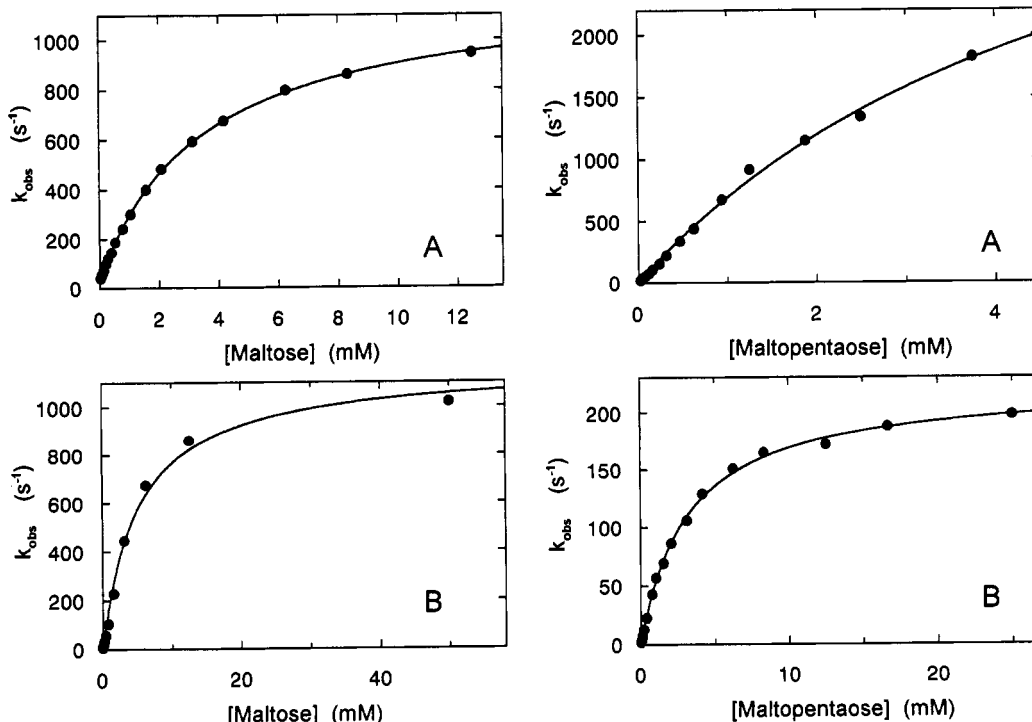 1000
800
600
400
200
0
k_obs (s⁻¹)
A
0 2 4 6 8 10 12
[Maltose] (mM)
2000
1500
1000
500
0
k_obs (s⁻¹)
A
0 2 4
[Maltopentaose] (mM)
1000
800
600
400
200
0
k_obs (s⁻¹)
B
0 20 40
[Maltose] (mM)
200
150
100
50
0
k_obs (s⁻¹)
B
0 10 20
[Maltopentaose] (mM)